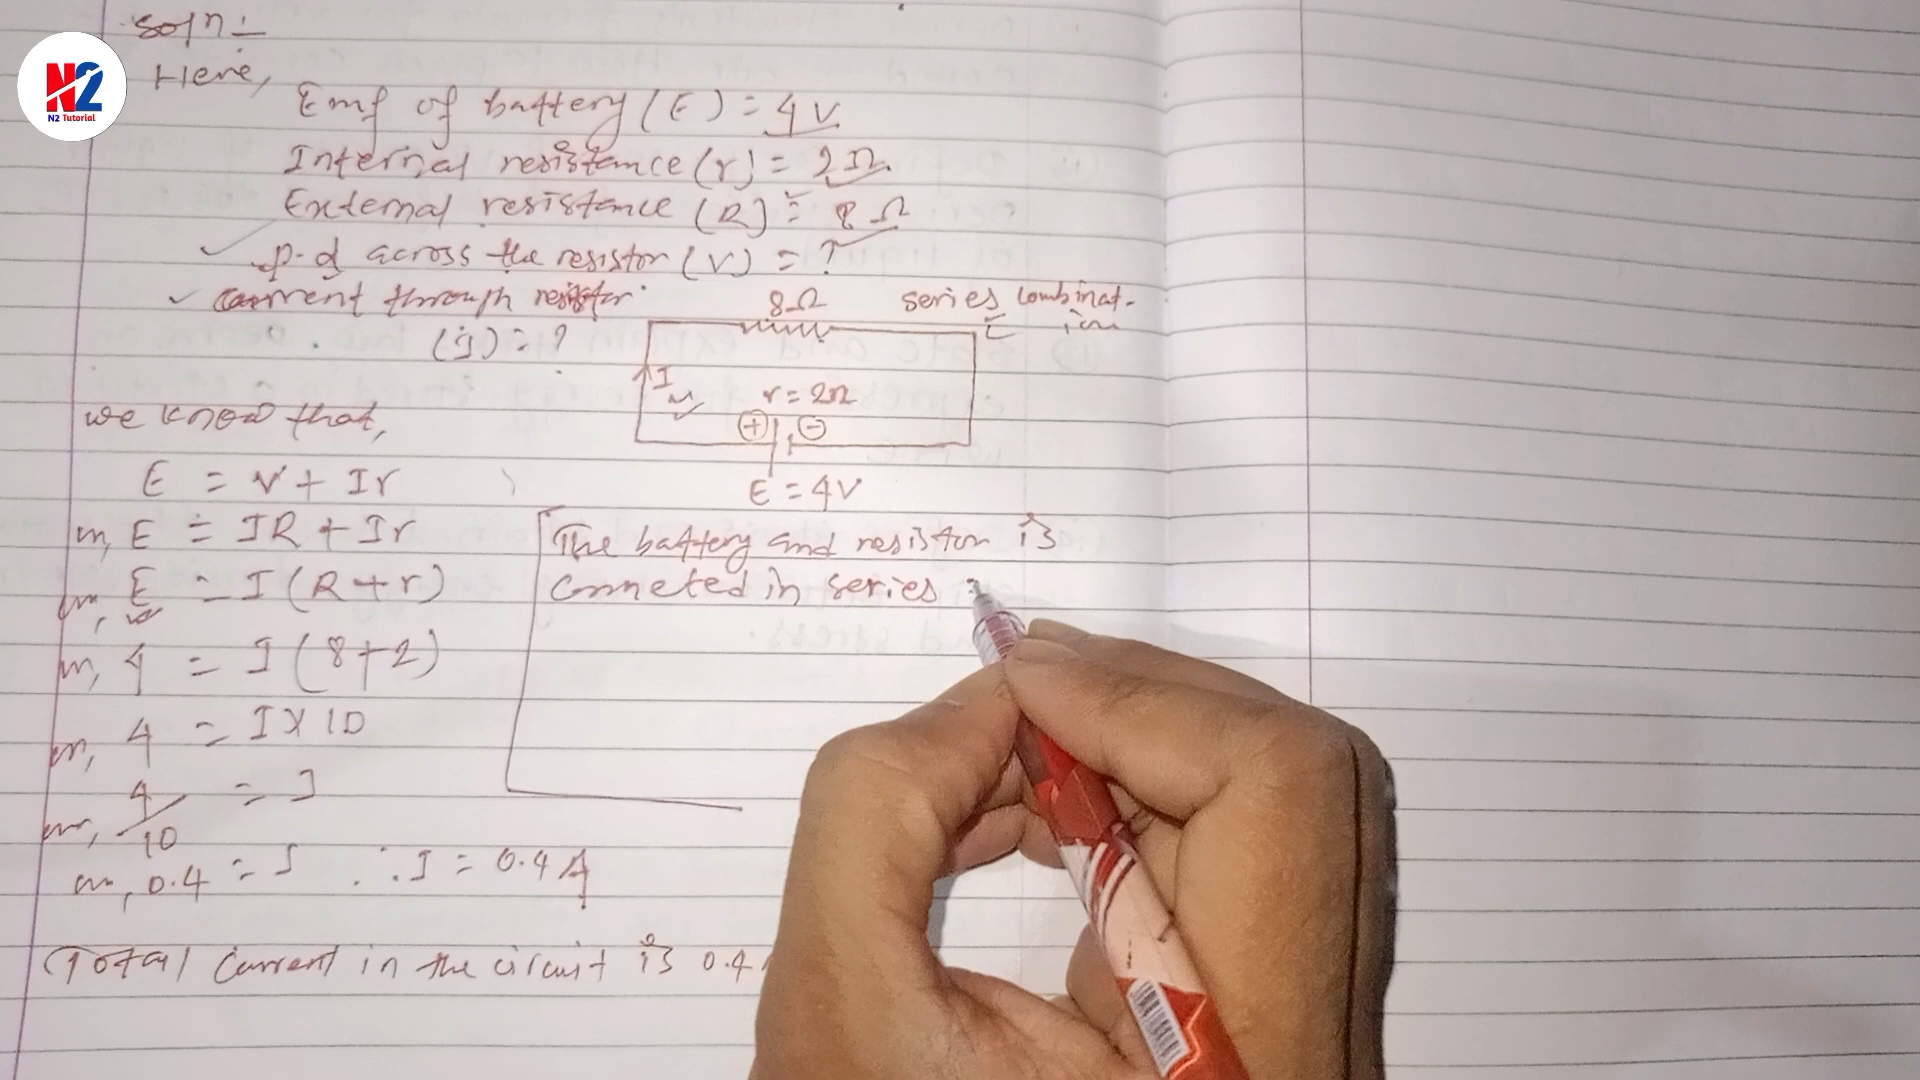 Soln:-
N2
N2 Tutorial
Here,
Emf of battery (E) = 4V
Internal resistance (r) = 2Ω
External resistance (R) = 8Ω
p.d across the resistor (V) = ?
Current through resistor
(I) = ?
8Ω
series combinat-
ion
I
r = 2Ω
+ -
E = 4V
we know that,
E = V + Ir
or, E = IR + Ir
or, E = I (R+r)
or, 4 = I (8+2)
or, 4 = I X 10
or, 4/10 = I
or, 0.4 = I ∴ I = 0.4 A
Total current in the circuit is 0.4
The battery and resistor is
Conneted in series